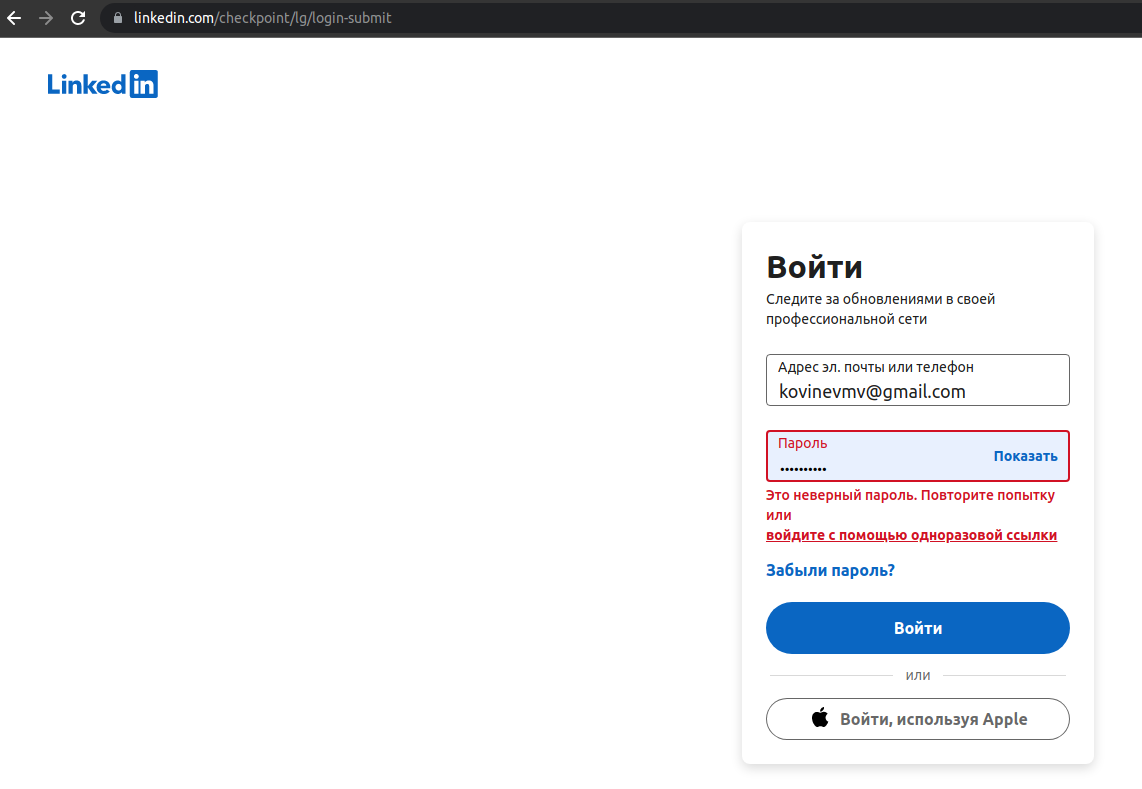 linkedin.com/checkpoint/lg/login-submit
Linked in
Войти
Следите за обновлениями в своей
профессиональной сети
Адрес эл. почты или телефон
kovinevmv@gmail.com
Пароль
••••••••••
Показать
Это неверный пароль. Повторите попытку
или
войдите с помощью одноразовой ссылки
Забыли пароль?
Войти
или
Войти, используя Apple